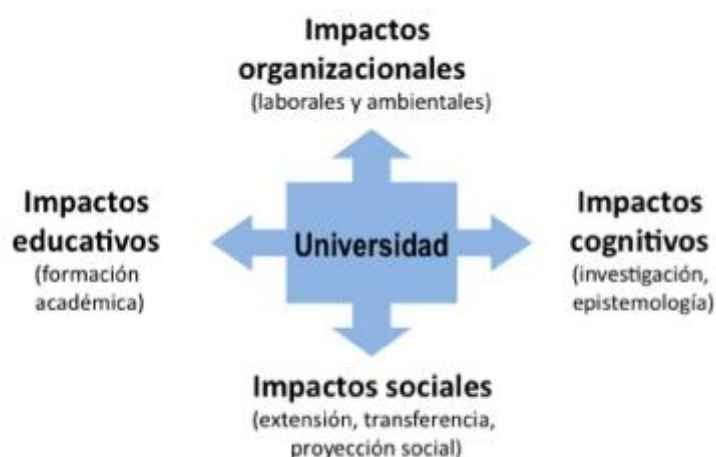 Impactos
organizacionales
(laborales y ambientales)
Impactos
educativos
(formación
académica)
Universidad
Impactos
cognitivos
(investigación,
epistemología)
Impactos sociales
(extensión, transferencia,
proyección social)